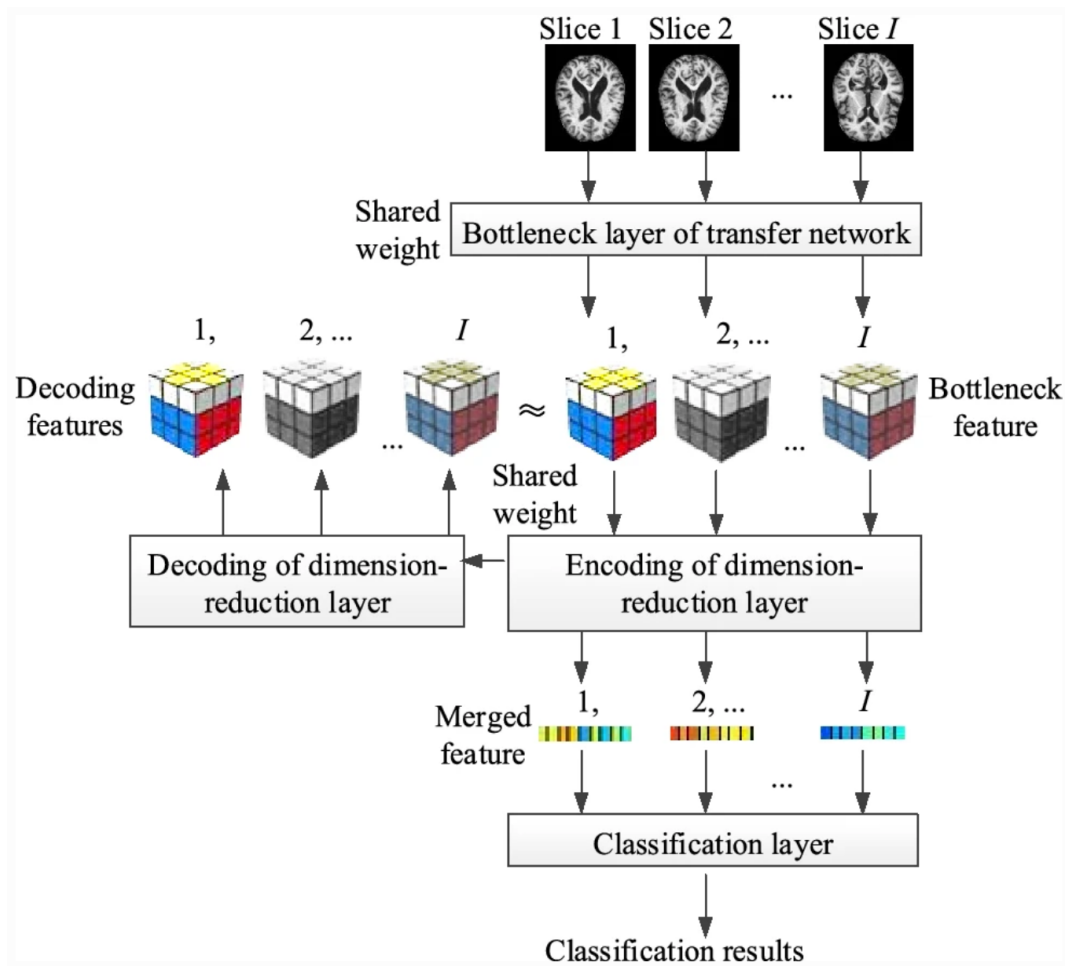 Slice 1 Slice 2 Slice I
...
Shared
weight
Bottleneck layer of transfer network
1, 2, ... I 1, 2, ... I
Decoding
features
...
≈
...
Bottleneck
feature
Shared
weight
Decoding of dimension-
reduction layer
Encoding of dimension-
reduction layer
1, 2, ... I
Merged
feature
...
Classification layer
Classification results